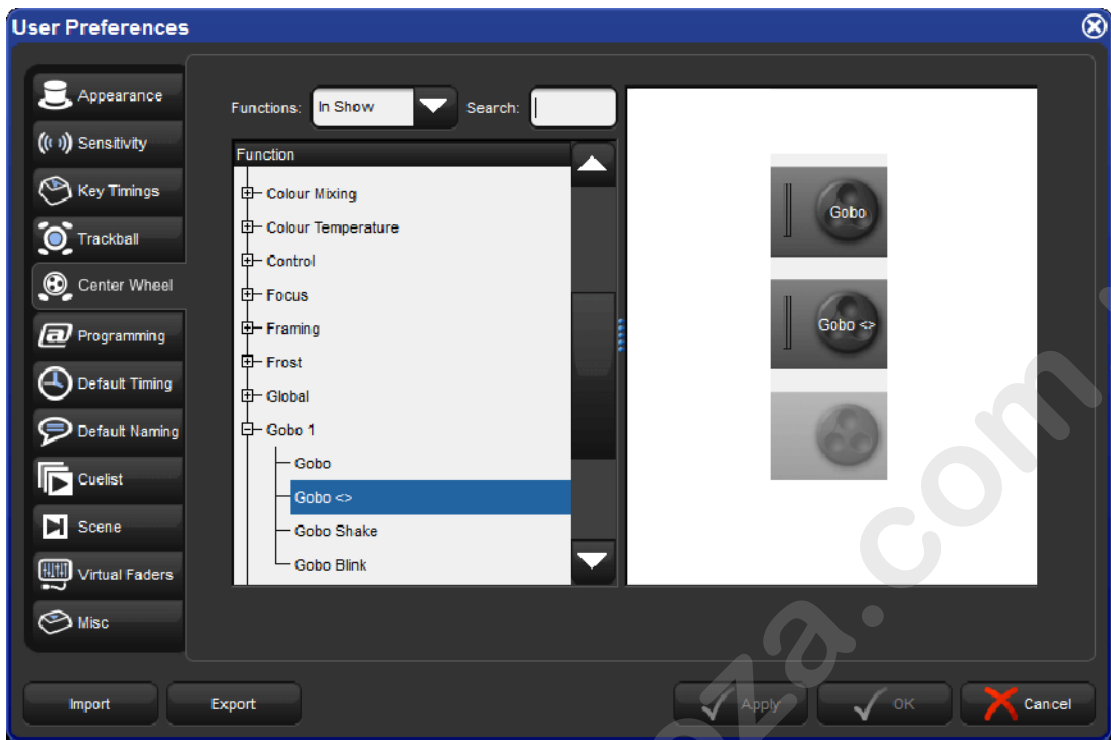 User Preferences
Appearance
Sensitivity
Key Timings
Trackball
Center Wheel
Programming
Default Timing
Default Naming
Cuelist
Scene
Virtual Faders
Misc
Functions: In Show Search:
Function
Colour Mixing
Colour Temperature
Control
Focus
Framing
Frost
Global
Gobo 1
Gobo
Gobo <>
Gobo Shake
Gobo Blink
Gobo
Gobo <>
Import Export Apply OK Cancel
oza.com